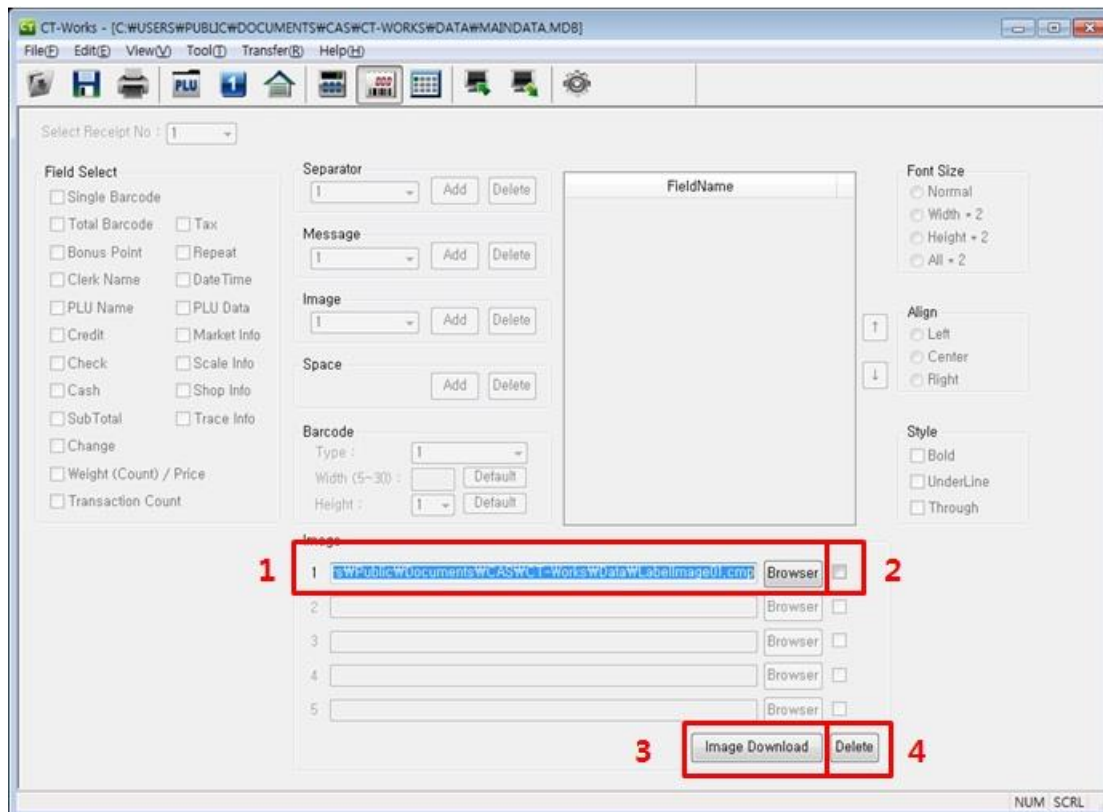 CT-Works - [C:₩USERS₩PUBLIC₩DOCUMENTS₩CAS₩CT-WORKS₩DATA₩MAINDATA.MDB]
File(F) Edit(E) View(V) Tool(T) Transfer(R) Help(H)
PLU 1
Select Receipt No : 1
Field Select
Single Barcode
Total Barcode Tax
Bonus Point Repeat
Clerk Name DateTime
PLU Name PLU Data
Credit Market Info
Check Scale Info
Cash Shop Info
SubTotal Trace Info
Change
Weight (Count) / Price
Transaction Count
Separator
1 Add Delete
Message
1 Add Delete
Image
1 Add Delete
Space
Add Delete
Barcode
Type : 1
Width (5~30) : Default
Height : 1 Default
FieldName
↑
↓
Font Size
Normal
Width * 2
Height * 2
All * 2
Align
Left
Center
Right
Style
Bold
UnderLine
Through
Image
1 1 s₩Public₩Documents₩CAS₩CT-Works₩Data₩LabelImage01.cmp Browser 2
2 Browser
3 Browser
4 Browser
5 Browser
3 Image Download Delete 4
NUM SCRL